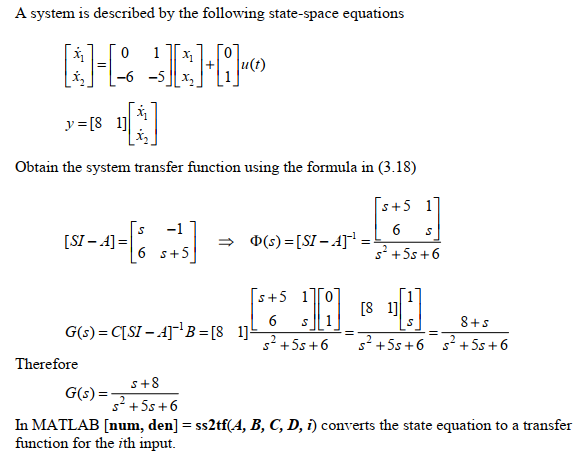 A system is described by the following state-space equations
[ẋ₁; ẋ₂] = [0 1; −6 −5][x₁; x₂] + [0; 1]u(t)
y = [8 1][ẋ₁; ẋ₂]
Obtain the system transfer function using the formula in (3.18)
[SI − A] = [s −1; 6 s+5] ⇒ Φ(s) = [SI − A]⁻¹ = [s+5 1; 6 s] / s² + 5s + 6
G(s) = C[SI − A]⁻¹B = [8 1] [s+5 1; 6 s][0; 1] / s² + 5s + 6 = [8 1][1; s] / s² + 5s + 6 = 8 + s / s² + 5s + 6
Therefore
G(s) = s + 8 / s² + 5s + 6
In MATLAB [num, den] = ss2tf(A, B, C, D, i) converts the state equation to a transfer
function for the ith input.